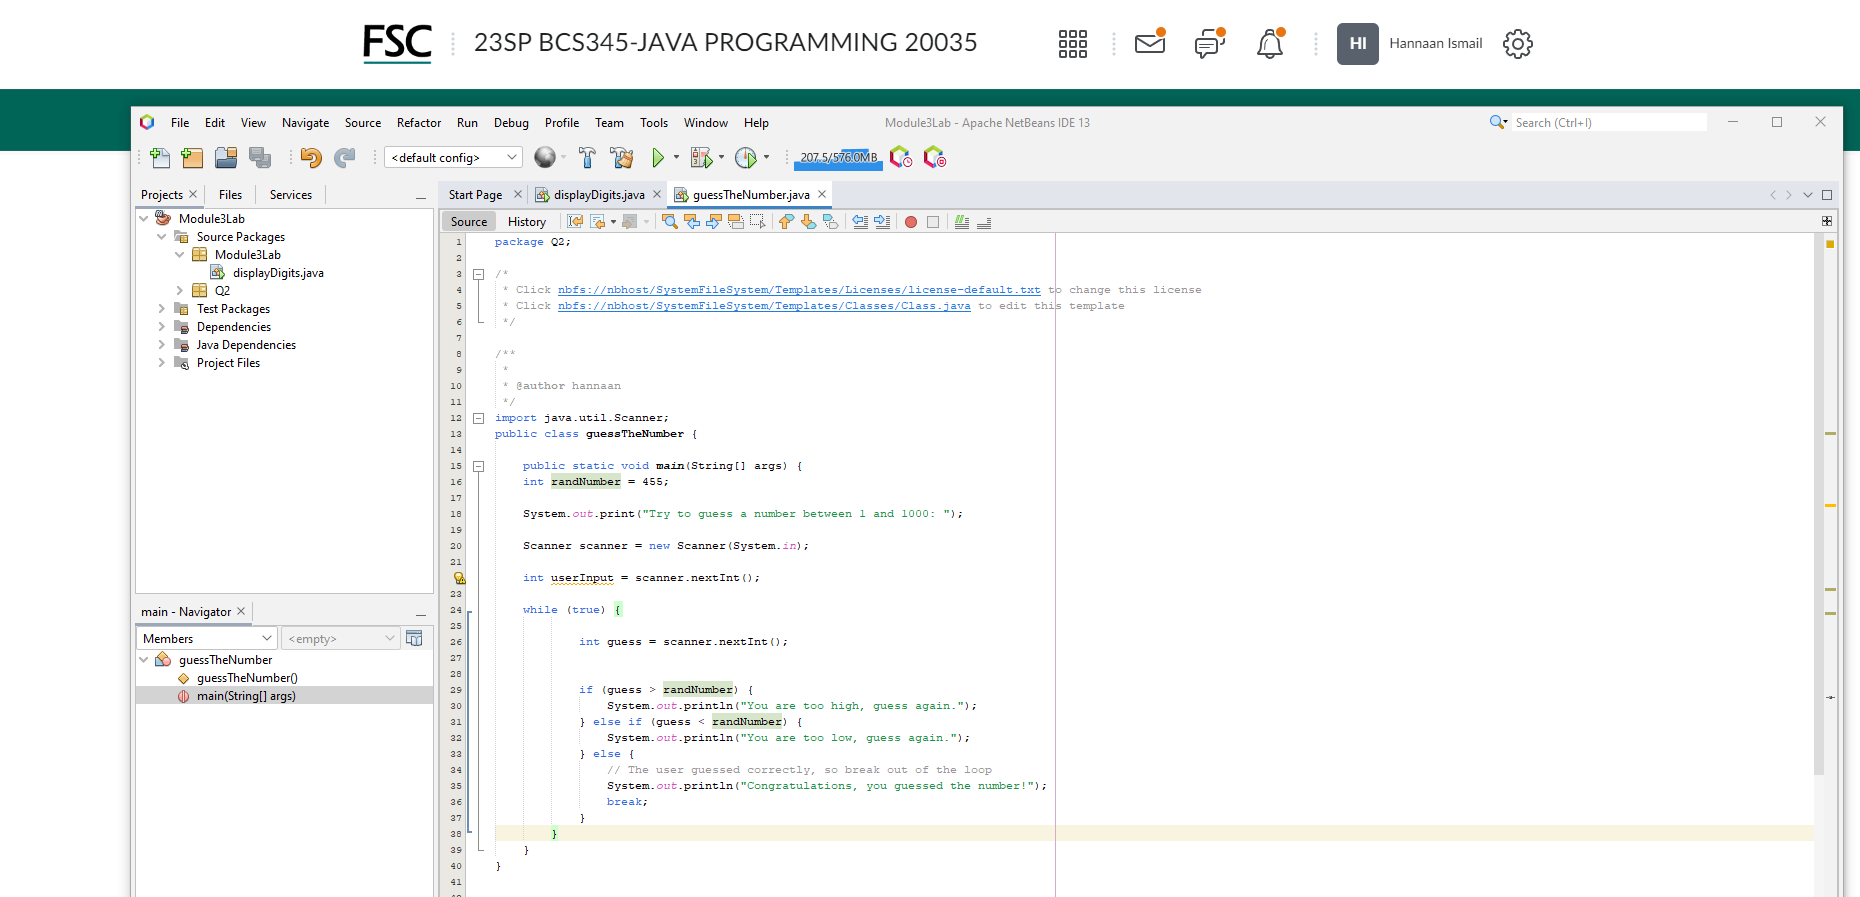 FSC
23SP BCS345-JAVA PROGRAMMING 20035
HI
Hannaan Ismail
File Edit View Navigate Source Refactor Run Debug Profile Team Tools Window Help
Module3Lab - Apache NetBeans IDE 13
Search (Ctrl+I)
<default config>
207.5/576.0MB
Projects Files Services
Module3Lab
Source Packages
Module3Lab
displayDigits.java
Q2
Test Packages
Dependencies
Java Dependencies
Project Files
main - Navigator
Members
<empty>
guessTheNumber
guessTheNumber()
main(String[] args)
Start Page displayDigits.java guessTheNumber.java
Source History
1 package Q2;
2
3 /*
4 * Click nbfs://nbhost/SystemFileSystem/Templates/Licenses/license-default.txt to change this license
5 * Click nbfs://nbhost/SystemFileSystem/Templates/Classes/Class.java to edit this template
6 */
7
8 /**
9 *
10 * @author hannaan
11 */
12 import java.util.Scanner;
13 public class guessTheNumber {
14
15 public static void main(String[] args) {
16 int randNumber = 455;
17
18 System.out.print("Try to guess a number between 1 and 1000: ");
19
20 Scanner scanner = new Scanner(System.in);
21
int userInput = scanner.nextInt();
23
24 while (true) {
25
26 int guess = scanner.nextInt();
27
28
29 if (guess > randNumber) {
30 System.out.println("You are too high, guess again.");
31 } else if (guess < randNumber) {
32 System.out.println("You are too low, guess again.");
33 } else {
34 // The user guessed correctly, so break out of the loop
35 System.out.println("Congratulations, you guessed the number!");
36 break;
37 }
38 }
39 }
40 }
41